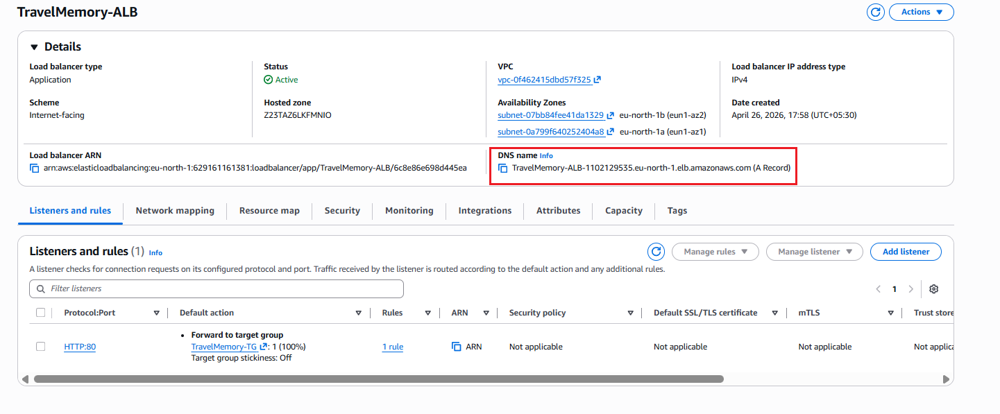 TravelMemory-ALB
Actions
Details
Load balancer type
Application
Status
Active
VPC
vpc-0f462415dbd57f325
Load balancer IP address type
IPv4
Scheme
Internet-facing
Hosted zone
Z23TAZ6LKFMNIO
Availability Zones
subnet-07bb84fee41da1329 eu-north-1b (eun1-az2)
subnet-0a799f640252404a8 eu-north-1a (eun1-az1)
Date created
April 26, 2026, 17:58 (UTC+05:30)
Load balancer ARN
arn:aws:elasticloadbalancing:eu-north-1:629161161381:loadbalancer/app/TravelMemory-ALB/6c8e86e698d445ea
DNS name Info
TravelMemory-ALB-1102129535.eu-north-1.elb.amazonaws.com (A Record)
Listeners and rules Network mapping Resource map Security Monitoring Integrations Attributes Capacity Tags
Listeners and rules (1) Info
Manage rules Manage listener Add listener
A listener checks for connection requests on its configured protocol and port. Traffic received by the listener is routed according to the default action and any additional rules.
Filter listeners
1
Protocol:Port Default action Rules ARN Security policy Default SSL/TLS certificate mTLS Trust store
HTTP:80
• Forward to target group
TravelMemory-TG : 1 (100%)
Target group stickiness: Off
1 rule
ARN
Not applicable
Not applicable
Not applicable
Not applica